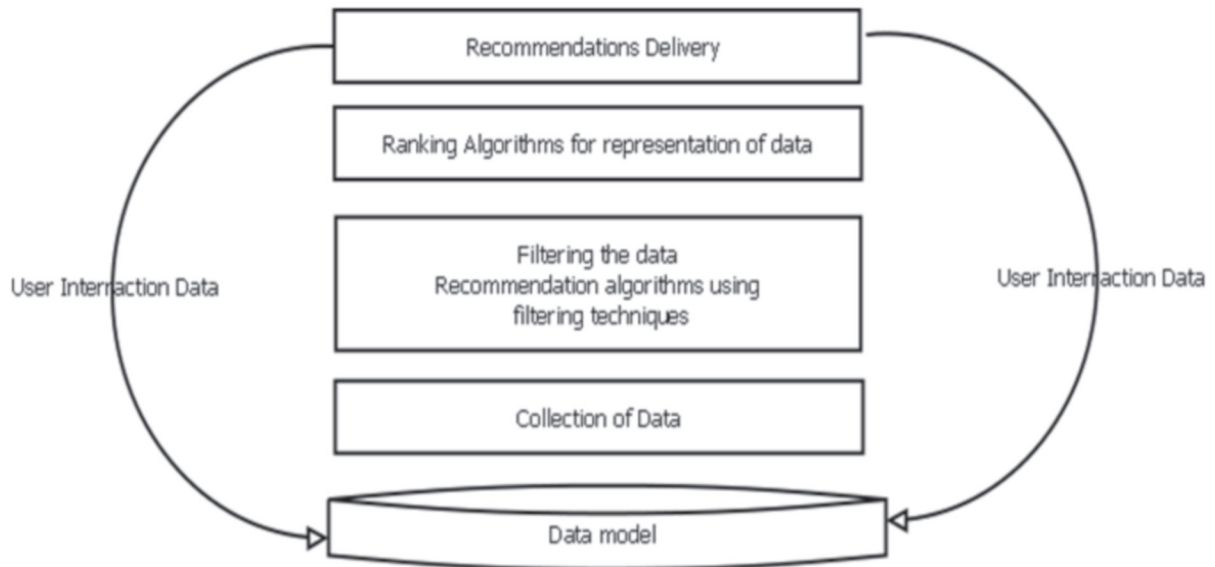 Recommendations Delivery
Ranking Algorithms for representation of data
Filtering the data
Recommendation algorithms using
filtering techniques
User Interraction Data
User Interraction Data
Collection of Data
Data model